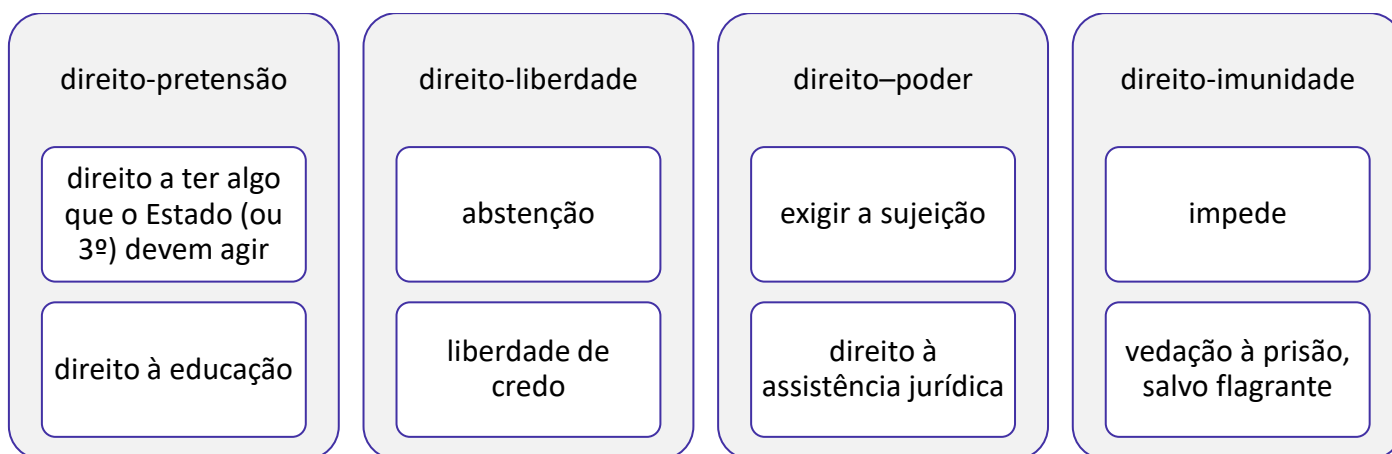 direito-pretensão
direito a ter algo
que o Estado (ou
3º) devem agir
direito à educação
direito-liberdade
abstenção
liberdade de
credo
direito–poder
exigir a sujeição
direito à
assistência jurídica
direito-imunidade
impede
vedação à prisão,
salvo flagrante